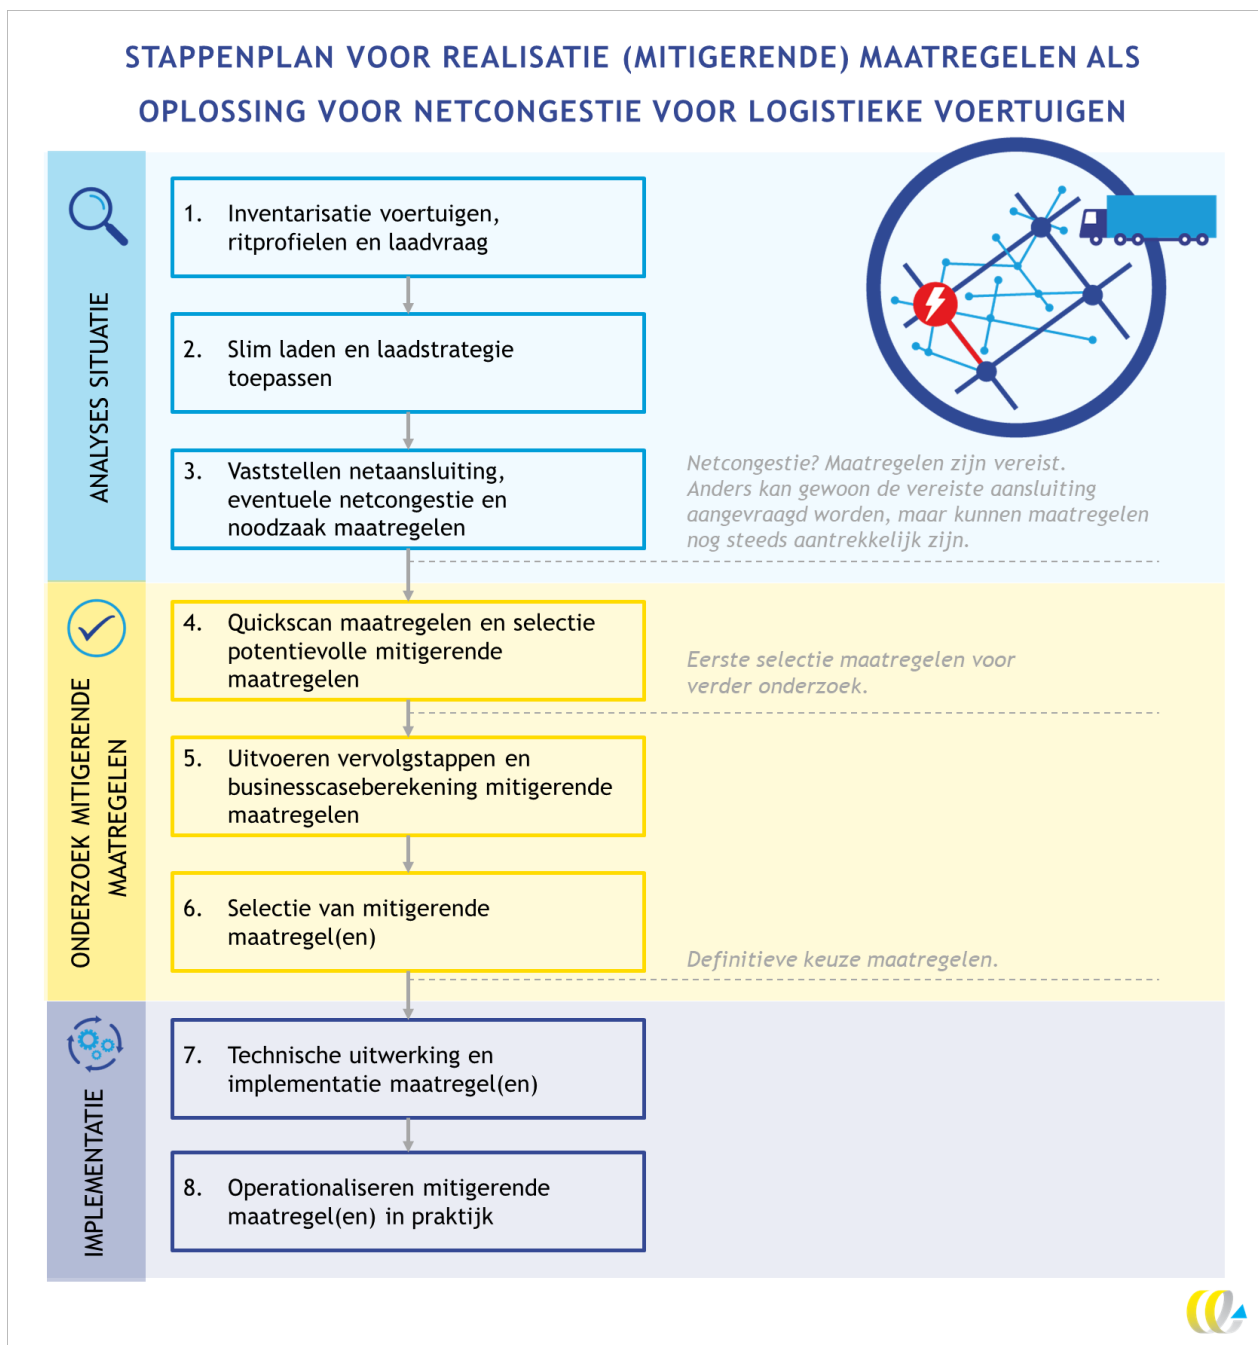 STAPPENPLAN VOOR REALISATIE (MITIGERENDE) MAATREGELEN ALS
OPLOSSING VOOR NETCONGESTIE VOOR LOGISTIEKE VOERTUIGEN
ANALYSES SITUATIE
1. Inventarisatie voertuigen,
ritprofielen en laadvraag
2. Slim laden en laadstrategie
toepassen
3. Vaststellen netaansluiting,
eventuele netcongestie en
noodzaak maatregelen
Netcongestie? Maatregelen zijn vereist.
Anders kan gewoon de vereiste aansluiting
aangevraagd worden, maar kunnen maatregelen
nog steeds aantrekkelijk zijn.
ONDERZOEK MITIGERENDE
MAATREGELEN
4. Quickscan maatregelen en selectie
potentievolle mitigerende
maatregelen
Eerste selectie maatregelen voor
verder onderzoek.
5. Uitvoeren vervolgstappen en
businesscaseberekening mitigerende
maatregelen
6. Selectie van mitigerende
maatregel(en)
Definitieve keuze maatregelen.
IMPLEMENTATIE
7. Technische uitwerking en
implementatie maatregel(en)
8. Operationaliseren mitigerende
maatregel(en) in praktijk